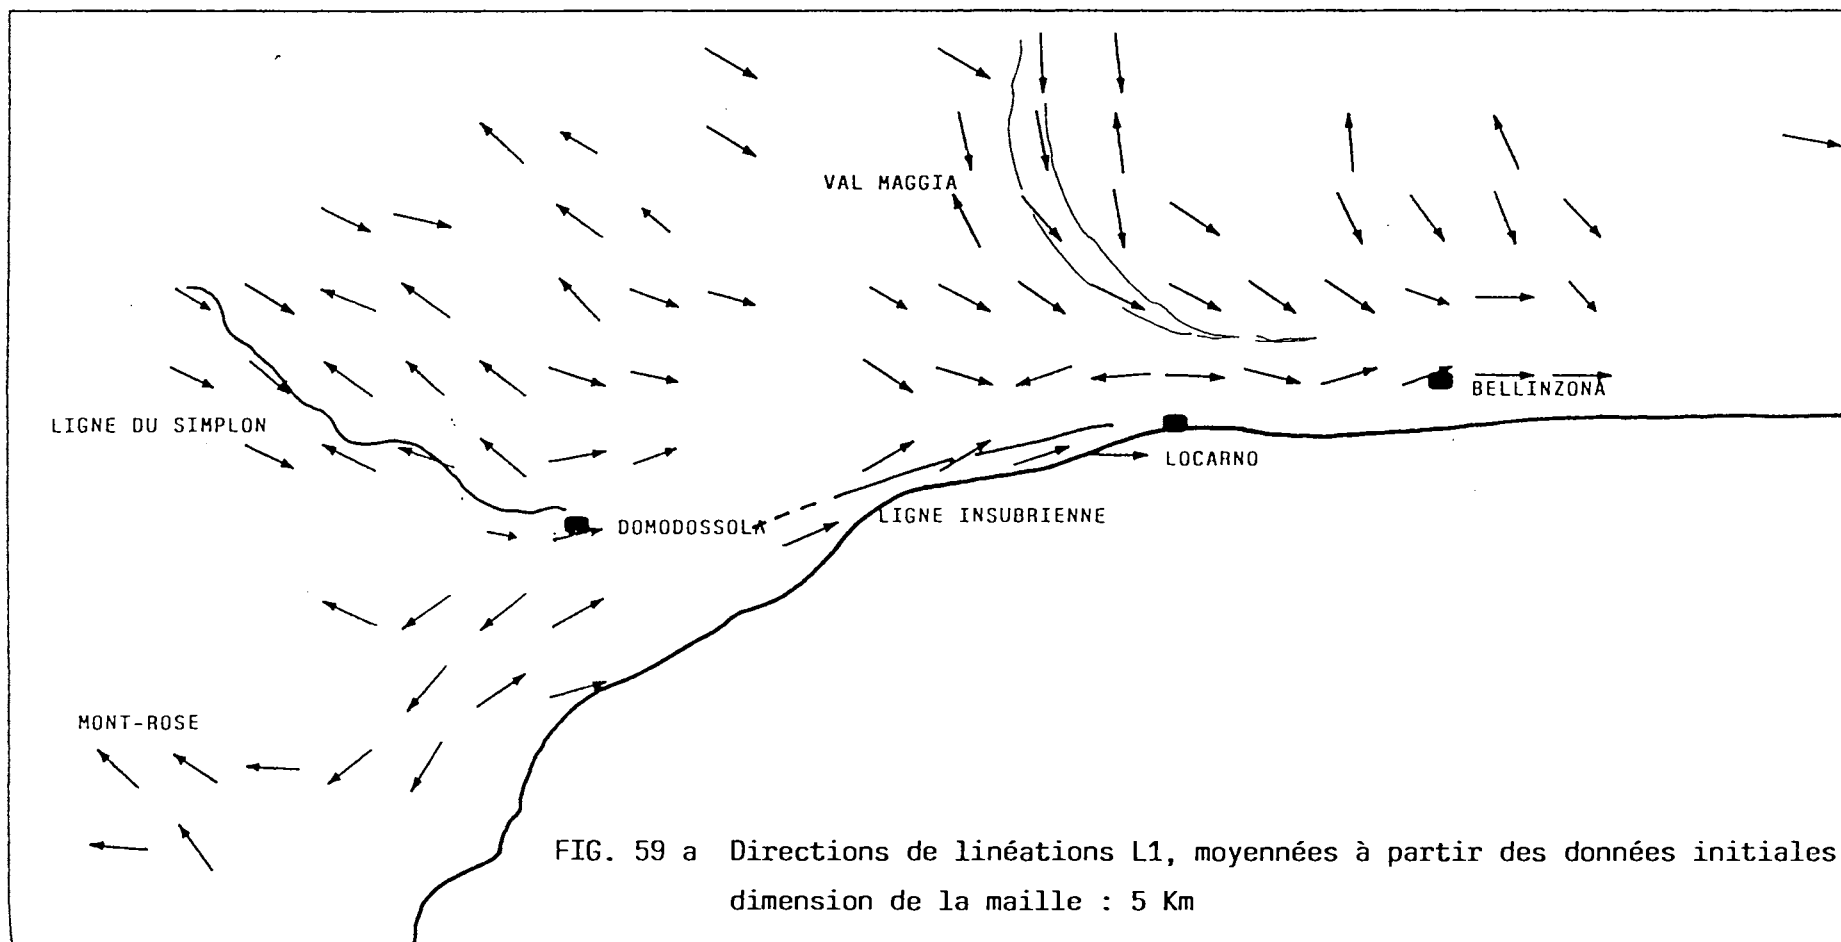 VAL MAGGIA
LIGNE DU SIMPLON
BELLINZONA
LOCARNO
LIGNE INSUBRIENNE
DOMODOSSOLA
MONT-ROSE
FIG. 59 a Directions de linéations L1, moyennées à partir des données initiales
dimension de la maille : 5 Km